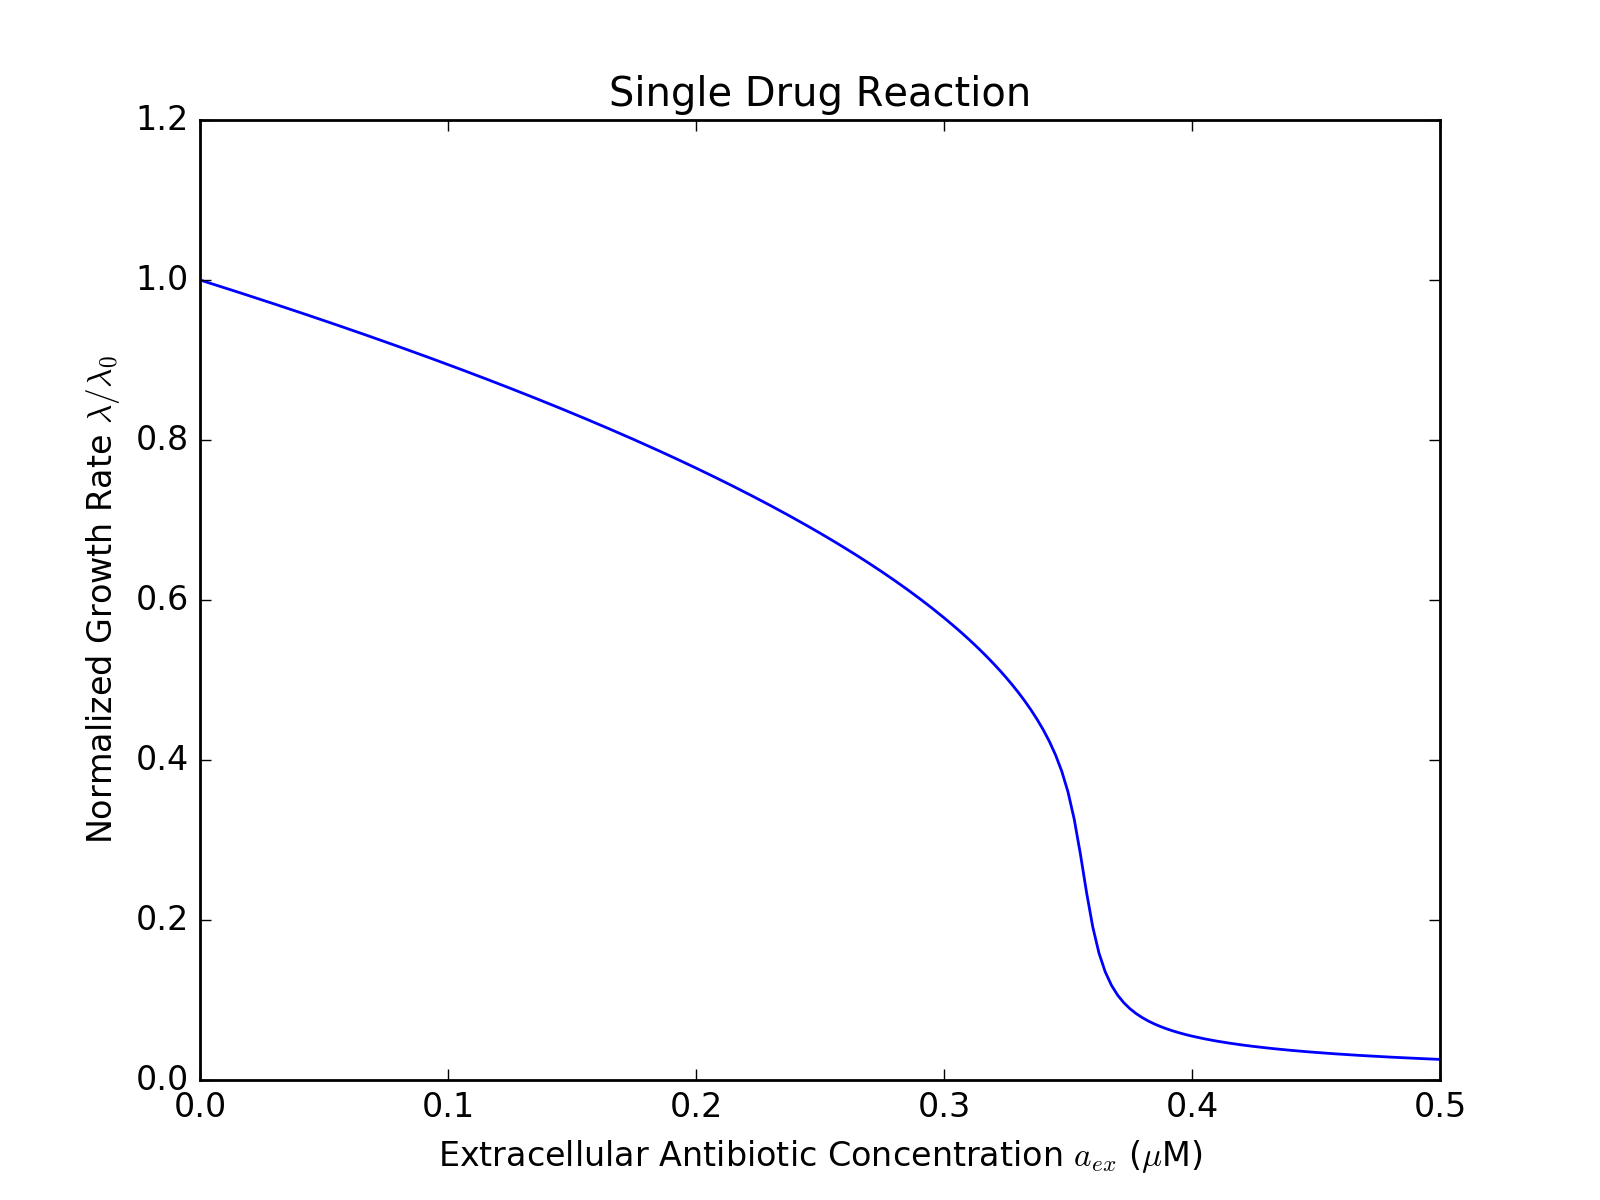 Single Drug Reaction
1.2
1.0
0.8
0.6
0.4
0.2
0.0
Normalized Growth Rate λ/λ₀
0.0 0.1 0.2 0.3 0.4 0.5
Extracellular Antibiotic Concentration aₑₓ (μM)